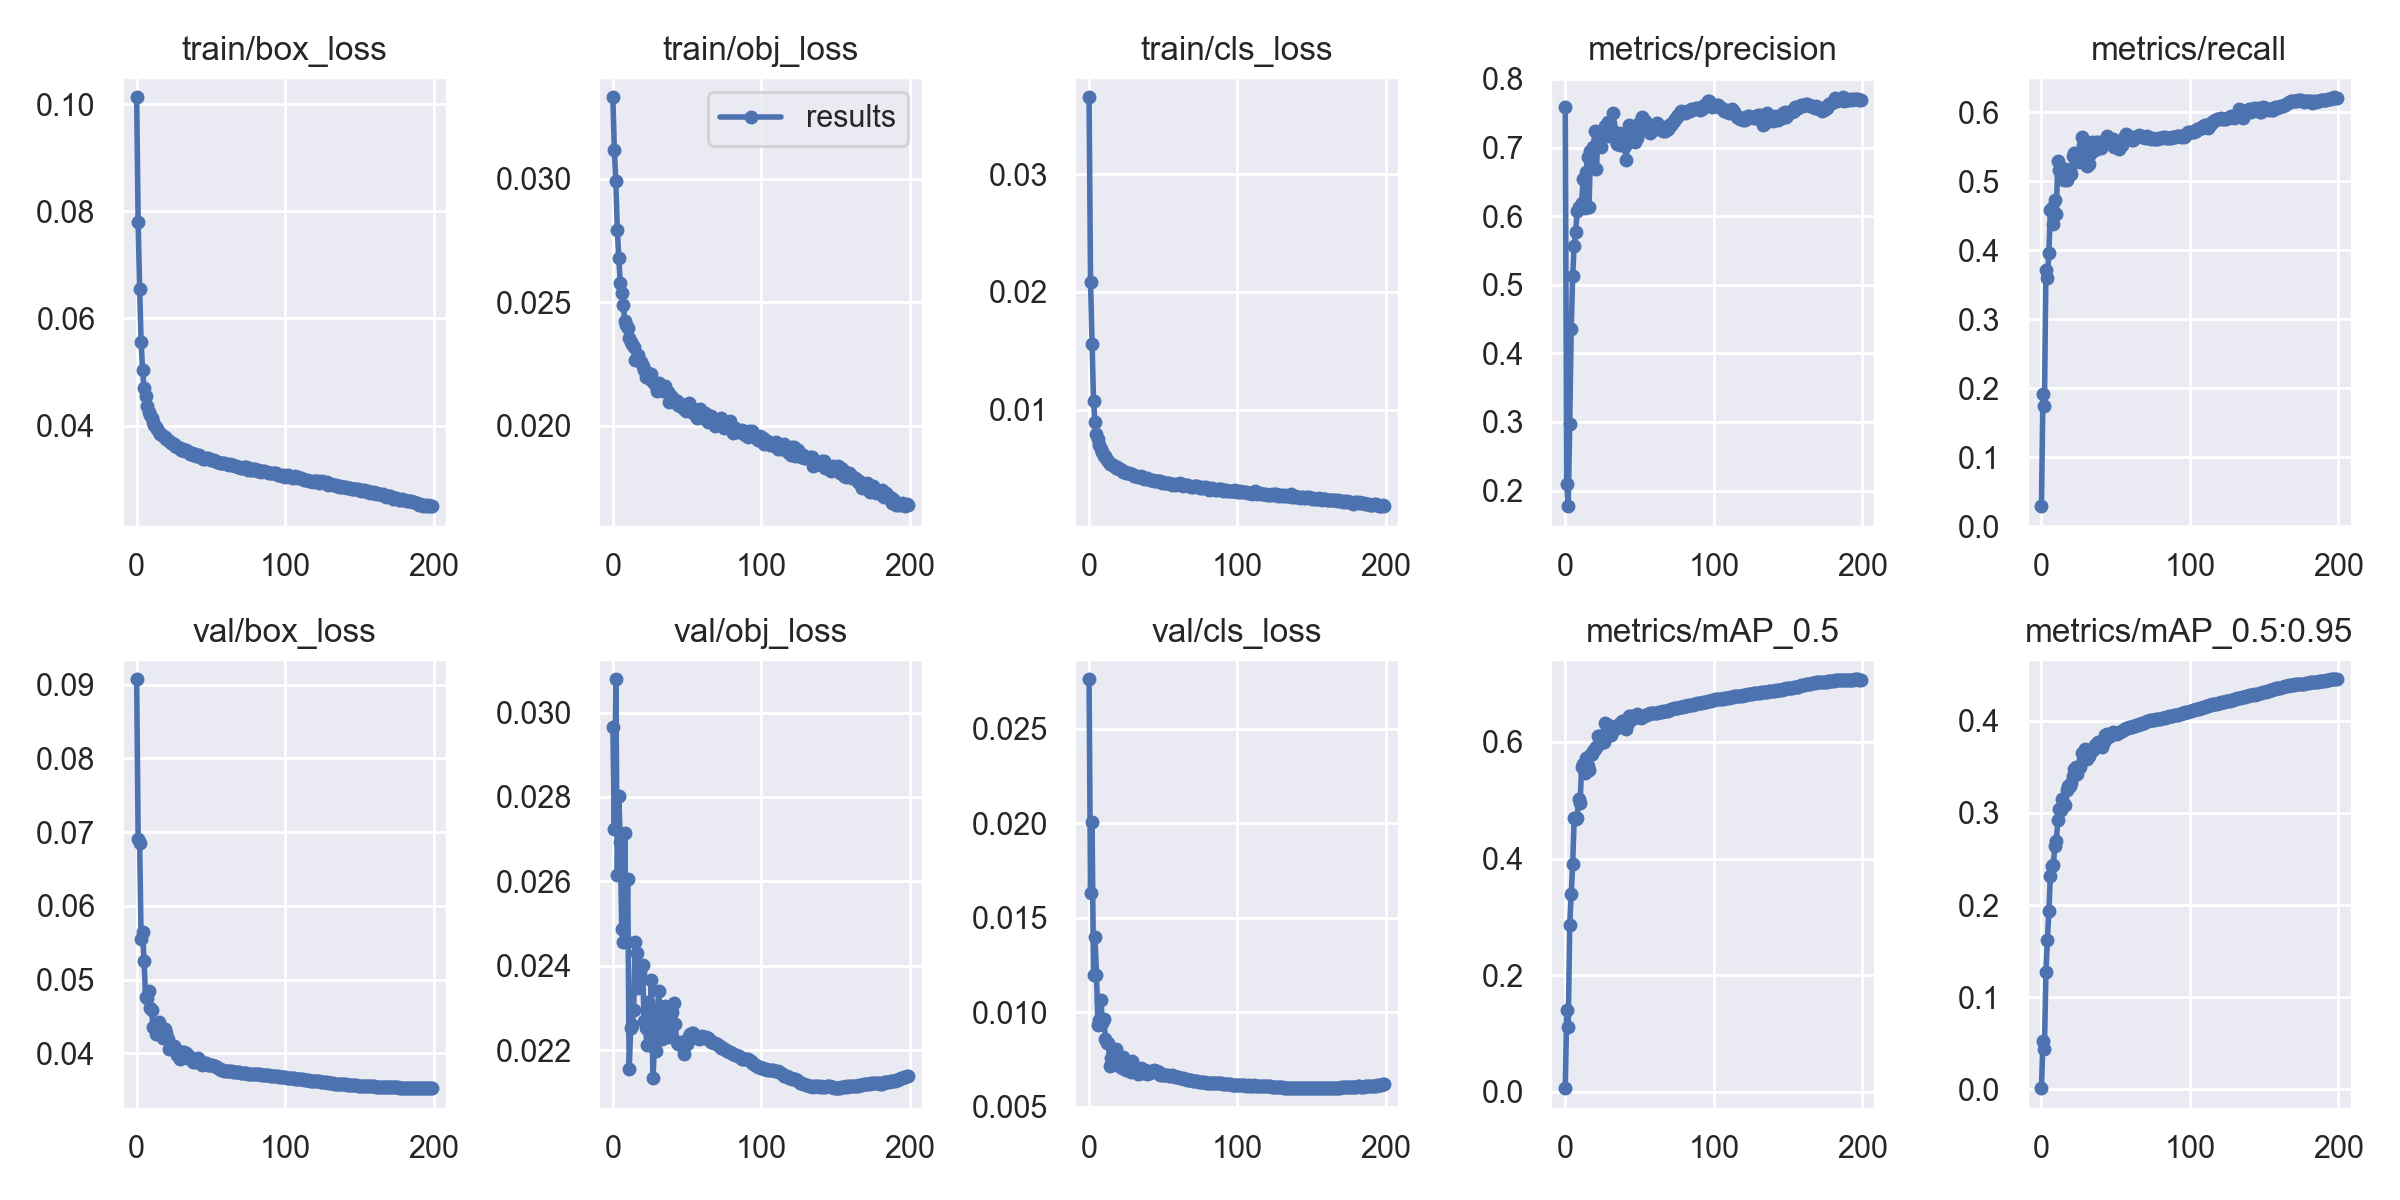 train/box_loss
0.10
0.08
0.06
0.04
0 100 200
train/obj_loss
results
0.030
0.025
0.020
0 100 200
train/cls_loss
0.03
0.02
0.01
0 100 200
metrics/precision
0.8
0.7
0.6
0.5
0.4
0.3
0.2
0 100 200
metrics/recall
0.6
0.5
0.4
0.3
0.2
0.1
0.0
0 100 200
val/box_loss
0.09
0.08
0.07
0.06
0.05
0.04
0 100 200
val/obj_loss
0.030
0.028
0.026
0.024
0.022
0 100 200
val/cls_loss
0.025
0.020
0.015
0.010
0.005
0 100 200
metrics/mAP_0.5
0.6
0.4
0.2
0.0
0 100 200
metrics/mAP_0.5:0.95
0.4
0.3
0.2
0.1
0.0
0 100 200